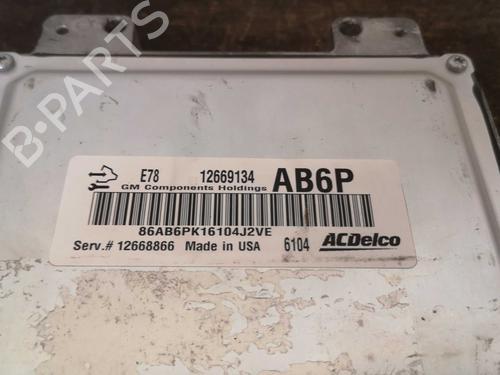 B-PARTS
E78 12669134 AB6P
GM Components Holdings
86AB6PK16104J2VE
Serv.# 12668866 Made in USA 6104 ACDelco